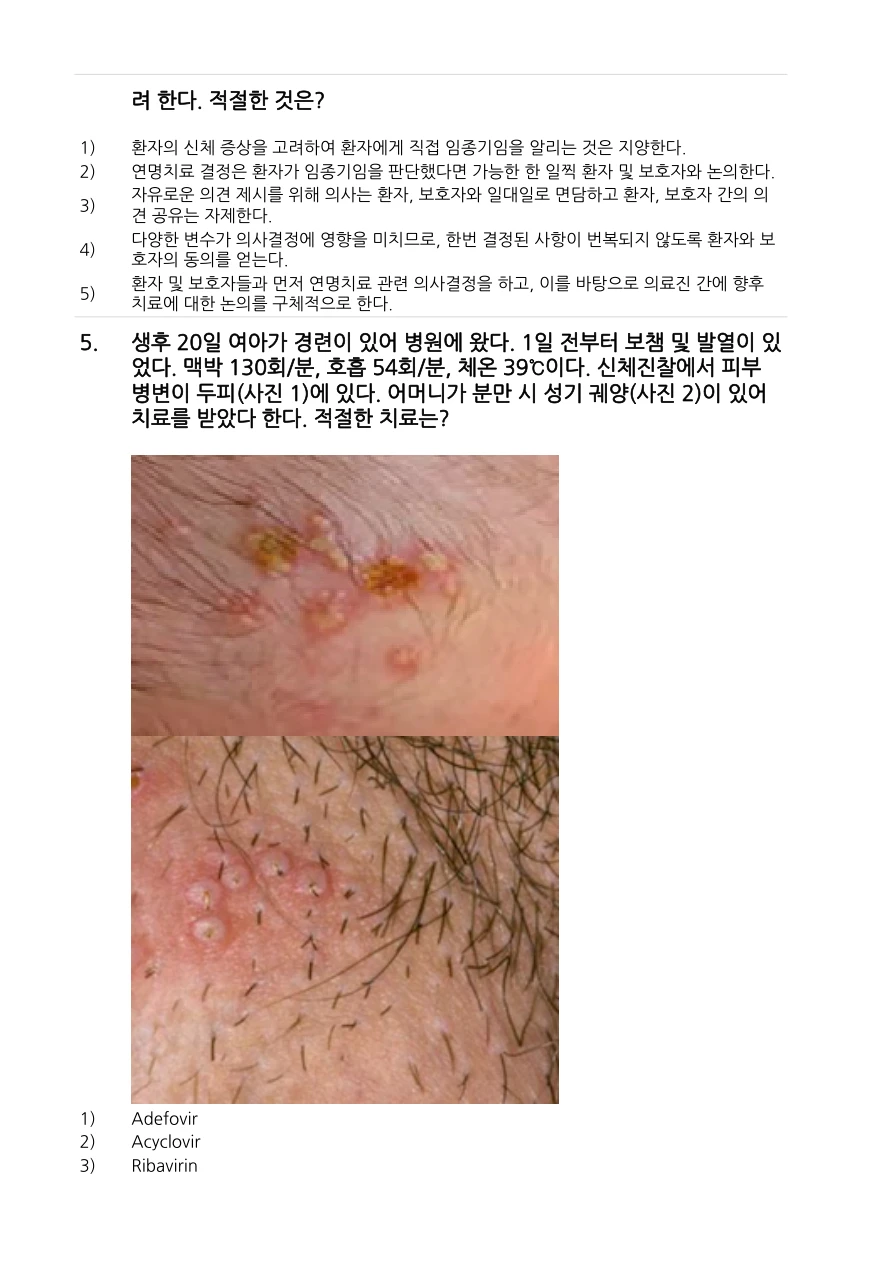 려 한다. 적절한 것은?
1) 환자의 신체 증상을 고려하여 환자에게 직접 임종기임을 알리는 것은 지양한다.
2) 연명치료 결정은 환자가 임종기임을 판단했다면 가능한 한 일찍 환자 및 보호자와 논의한다.
3) 자유로운 의견 제시를 위해 의사는 환자, 보호자와 일대일로 면담하고 환자, 보호자 간의 의
견 공유는 자제한다.
4) 다양한 변수가 의사결정에 영향을 미치므로, 한번 결정된 사항이 번복되지 않도록 환자와 보
호자의 동의를 얻는다.
5) 환자 및 보호자들과 먼저 연명치료 관련 의사결정을 하고, 이를 바탕으로 의료진 간에 향후
치료에 대한 논의를 구체적으로 한다.
5. 생후 20일 여아가 경련이 있어 병원에 왔다. 1일 전부터 보챔 및 발열이 있
었다. 맥박 130회/분, 호흡 54회/분, 체온 39℃이다. 신체진찰에서 피부
병변이 두피(사진 1)에 있다. 어머니가 분만 시 성기 궤양(사진 2)이 있어
치료를 받았다 한다. 적절한 치료는?
1) Adefovir
2) Acyclovir
3) Ribavirin